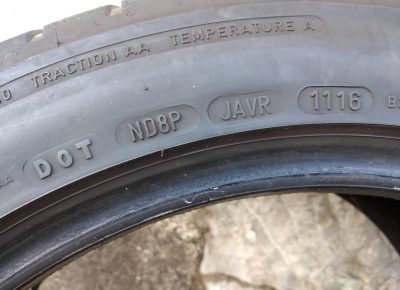 TRACTION AA TEMPERATURE A
DOT ND8P JAVR 1116